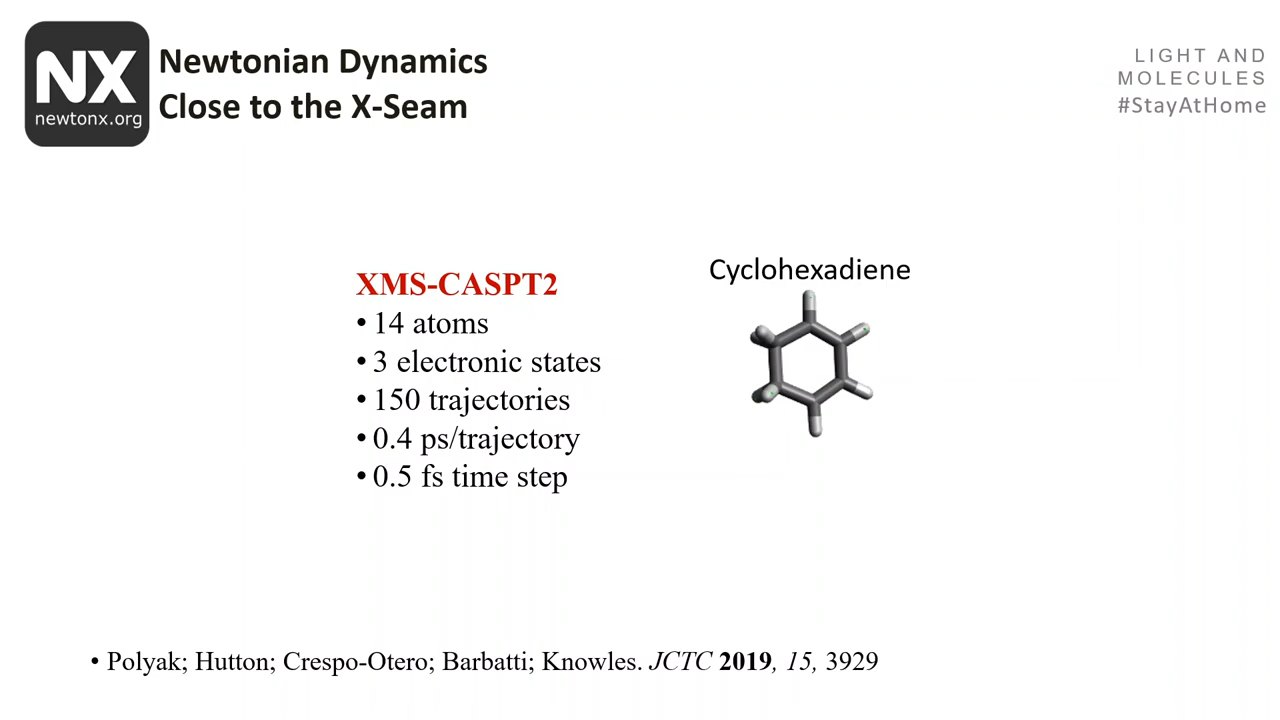 NX
newtonx.org
Newtonian Dynamics
Close to the X-Seam
LIGHT AND
MOLECULES
#StayAtHome
XMS-CASPT2
• 14 atoms
• 3 electronic states
• 150 trajectories
• 0.4 ps/trajectory
• 0.5 fs time step
Cyclohexadiene
• Polyak; Hutton; Crespo-Otero; Barbatti; Knowles. JCTC 2019, 15, 3929